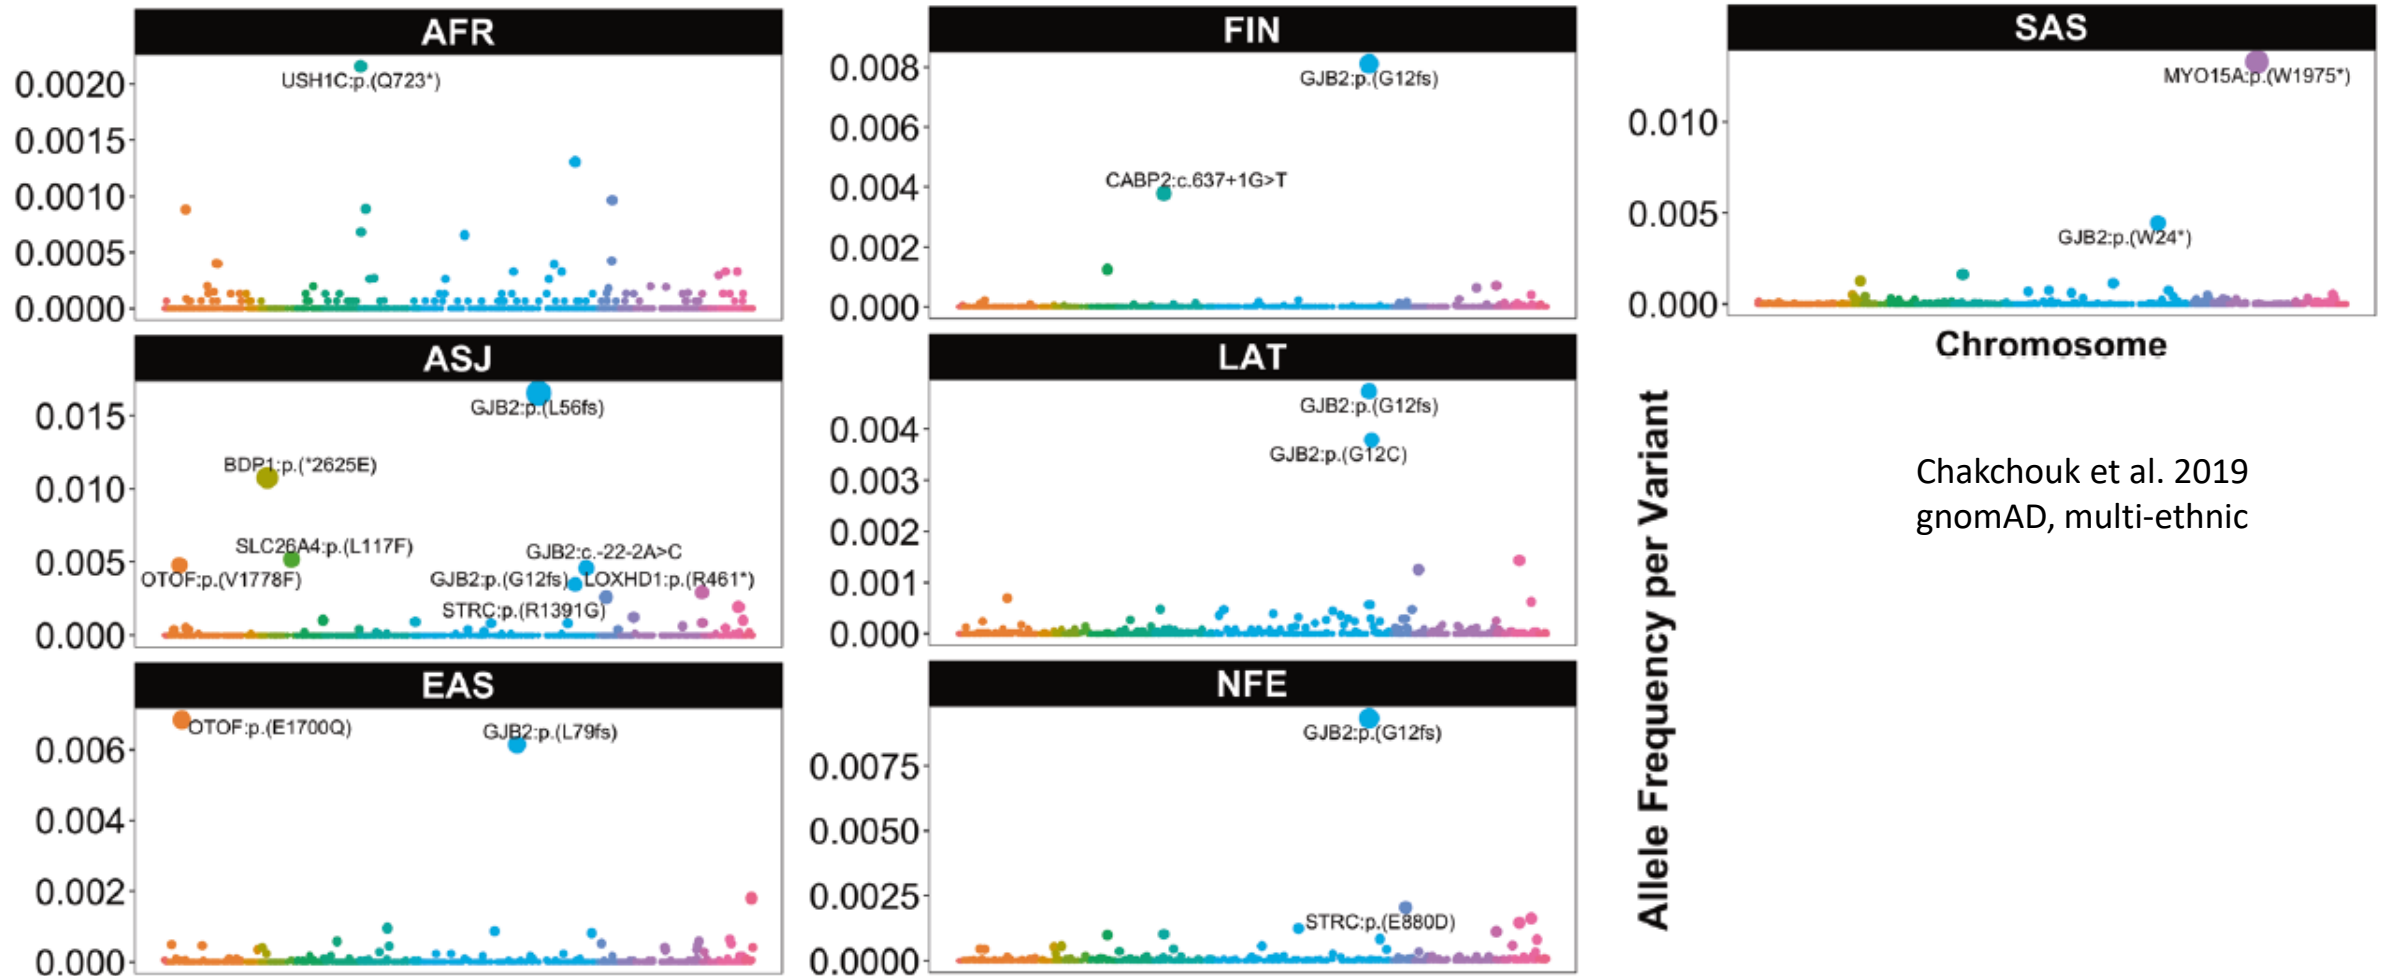 AFR
0.0020
0.0015
0.0010
0.0005
0.0000
USH1C:p.(Q723*)
FIN
0.008
0.006
0.004
0.002
0.000
GJB2:p.(G12fs)
CABP2:c.637+1G>T
SAS
0.010
0.005
0.000
MYO15A:p.(W1975*)
GJB2:p.(W24*)
Chromosome
ASJ
0.015
0.010
0.005
0.000
GJB2:p.(L56fs)
BDP1:p.(*2625E)
SLC26A4:p.(L117F)
OTOF:p.(V1778F)
GJB2:c.-22-2A>C
GJB2:p.(G12fs)
LOXHD1:p.(R461*)
STRC:p.(R1391G)
LAT
0.004
0.003
0.002
0.001
0.000
GJB2:p.(G12fs)
GJB2:p.(G12C)
Allele Frequency per Variant
Chakchouk et al. 2019
gnomAD, multi-ethnic
EAS
0.006
0.004
0.002
0.000
OTOF:p.(E1700Q)
GJB2:p.(L79fs)
NFE
0.0075
0.0050
0.0025
0.0000
GJB2:p.(G12fs)
STRC:p.(E880D)